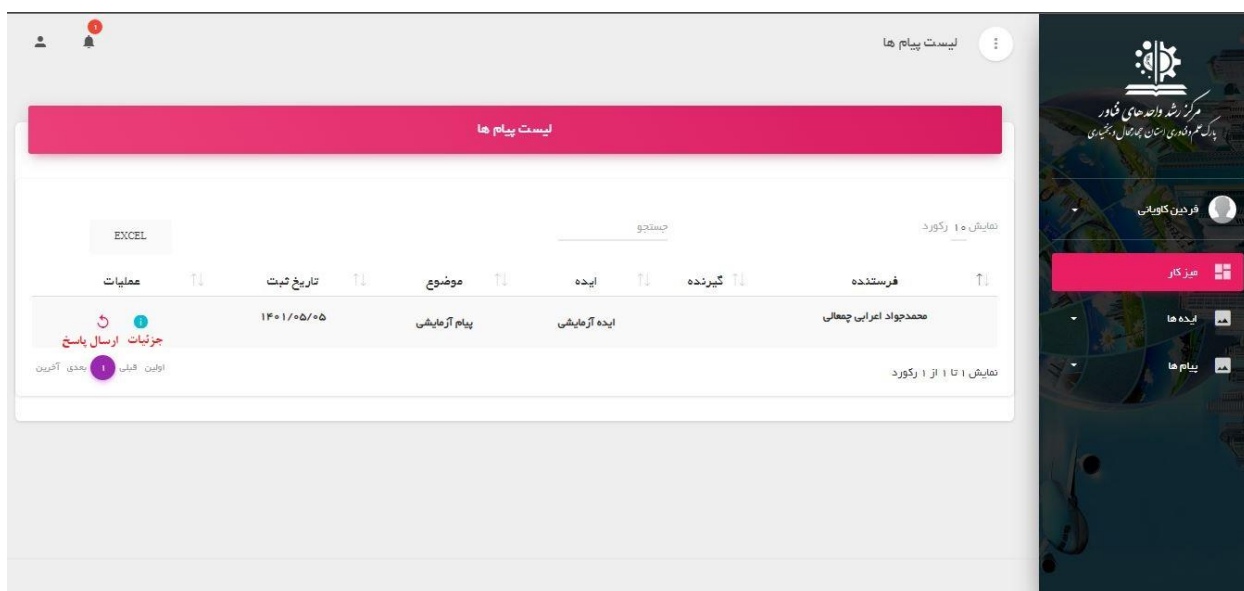 لیست پیام ها
۱
مرکز رشد واحدهای فناور
پارک علم و فناوری استان چهارمحال و بختیاری
فردین کاویانی
میز کار
ایده ها
پیام ها
لیست پیام ها
نمایش ۱۰ رکورد
جستجو
EXCEL
فرستنده گیرنده ایده موضوع تاریخ ثبت عملیات
محمدجواد اعرابی چمعالی ایده آزمایشی پیام آزمایشی ۱۴۰۱/۰۵/۰۵
جزئیات ارسال پاسخ
نمایش ۱ تا ۱ از ۱ رکورد
اولین قبلی ۱ بعدی آخرین